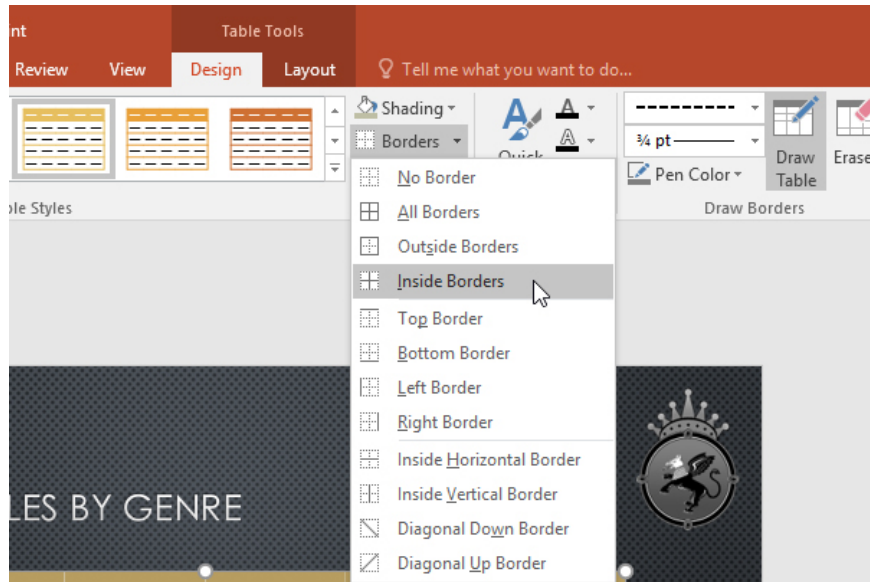 nt
Table Tools
Review View Design Layout Tell me what you want to do...
Shading
Borders
Quick
¾ pt
Pen Color
Draw
Table
Erase
ble Styles
Draw Borders
No Border
All Borders
Outside Borders
Inside Borders
Top Border
Bottom Border
Left Border
Right Border
Inside Horizontal Border
Inside Vertical Border
Diagonal Down Border
Diagonal Up Border
LES BY GENRE